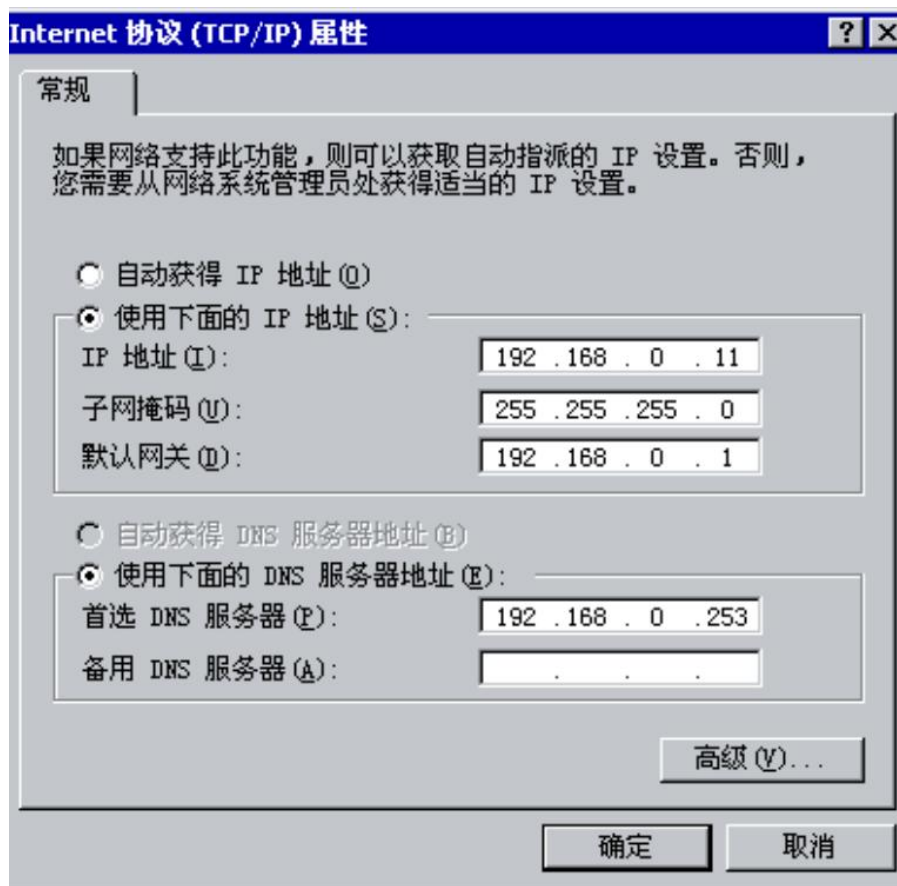 Internet 协议 (TCP/IP) 属性
常规
如果网络支持此功能，则可以获取自动指派的 IP 设置。否则，
您需要从网络系统管理员处获得适当的 IP 设置。
自动获得 IP 地址(O)
使用下面的 IP 地址(S):
IP 地址(I): 192 .168 . 0 . 11
子网掩码(U): 255 .255 .255 . 0
默认网关(D): 192 .168 . 0 . 1
自动获得 DNS 服务器地址(B)
使用下面的 DNS 服务器地址(E):
首选 DNS 服务器(P): 192 .168 . 0 .253
备用 DNS 服务器(A): . . .
高级(V)...
确定 取消